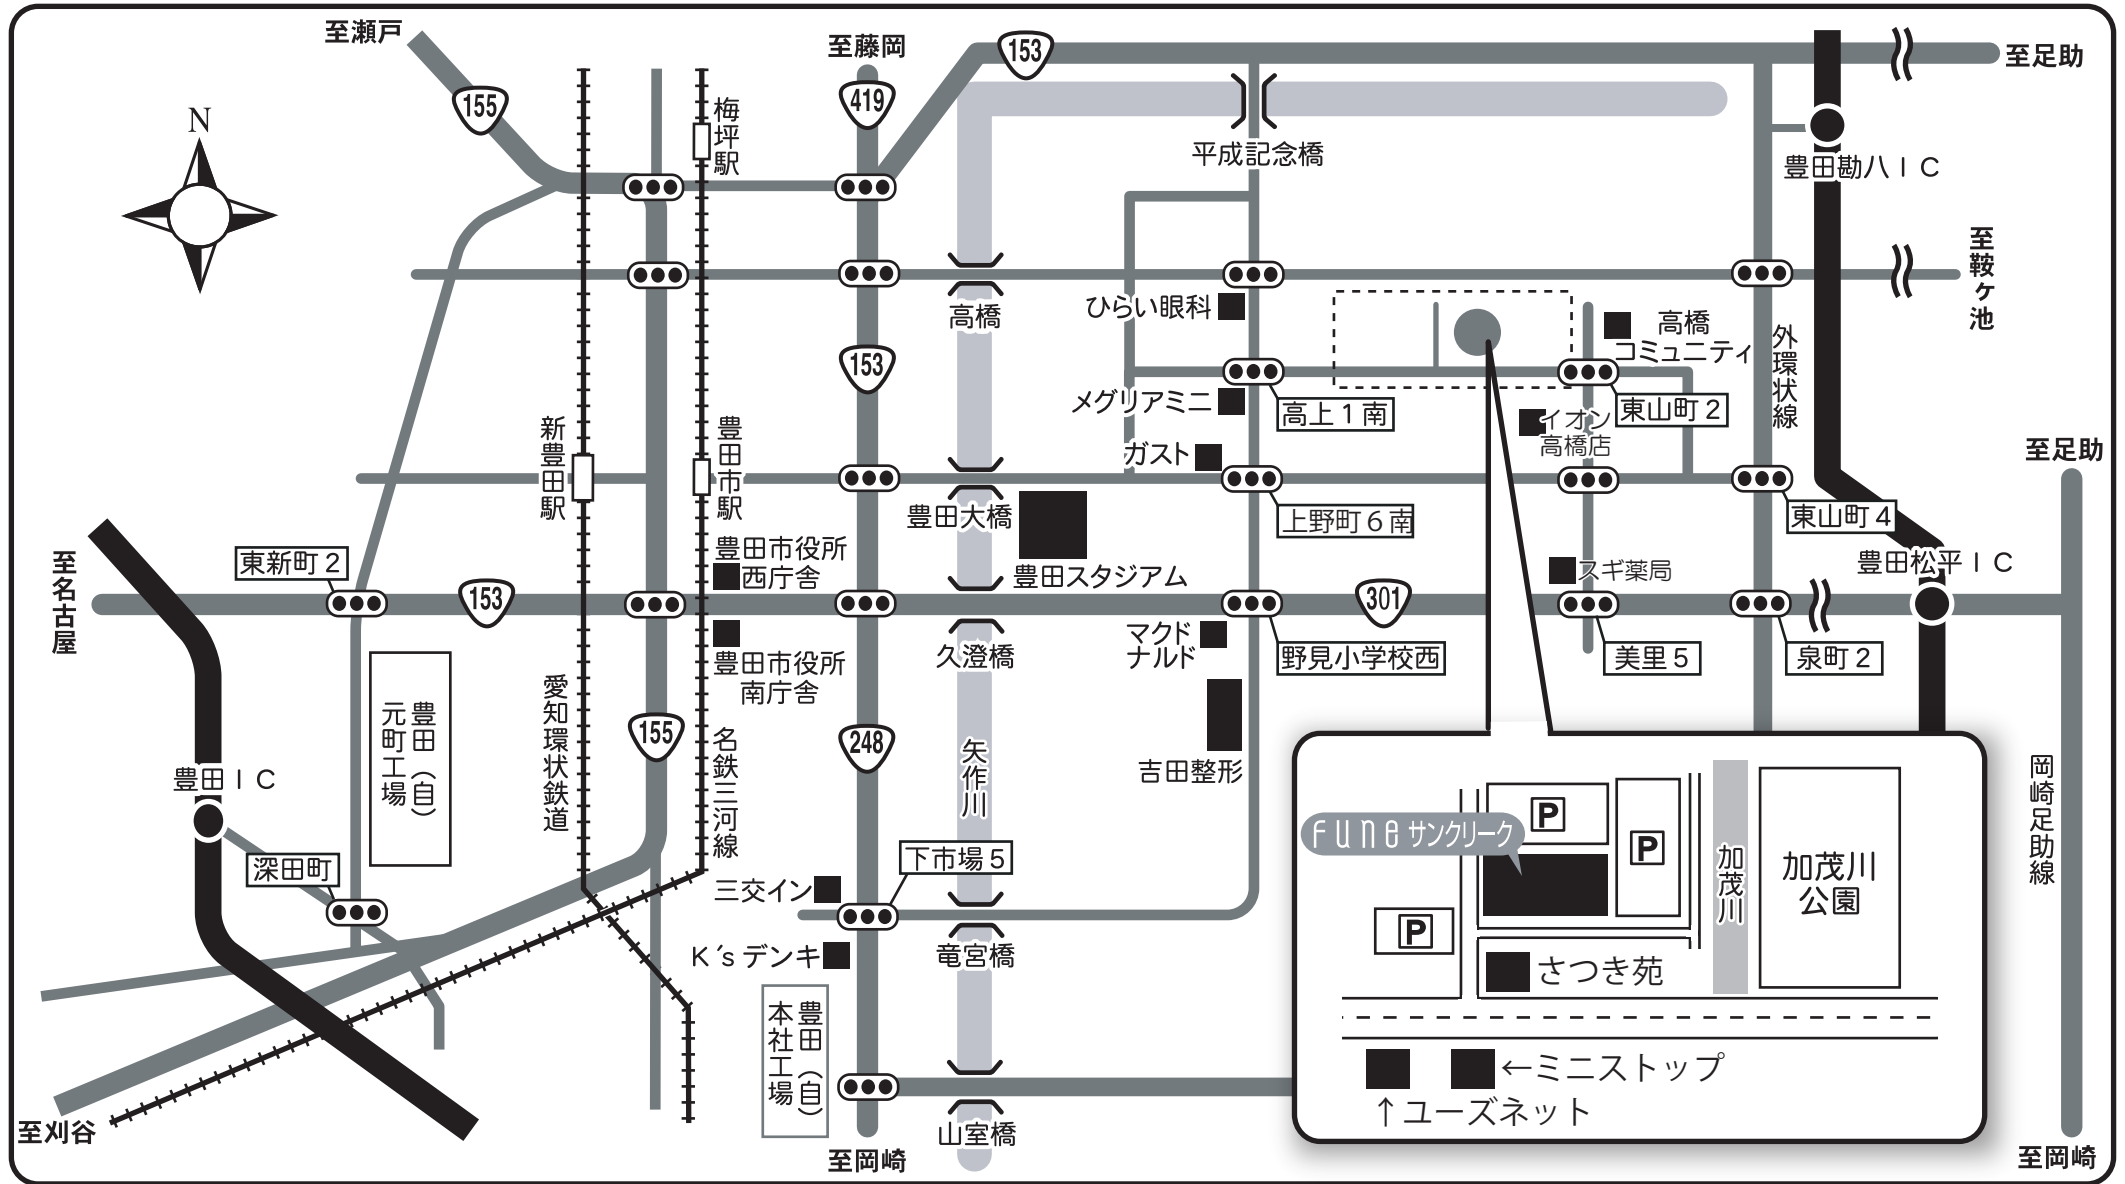 至瀬戸
155
N
梅坪駅
至藤岡
419
153
至足助
平成記念橋
豊田勘八IC
至鞍ケ池
高橋
ひらい眼科
153
高橋
コミュニティ
外環状線
メグリアミニ
高上1南
東山町2
イオン
高橋店
ガスト
新豊田駅
豊田市駅
豊田大橋
豊田スタジアム
上野町6南
東山町4
至足助
豊田松平IC
至名古屋
東新町2
153
豊田市役所
西庁舎
301
スギ薬局
豊田市役所
南庁舎
久澄橋
マクド
ナルド
野見小学校西
美里5
泉町2
豊田(自)
元町工場
愛知環状鉄道
155
名鉄三河線
248
矢作川
吉田整形
岡崎足助線
豊田IC
深田町
下市場5
三交イン
K'sデンキ
竜宮橋
豊田(自)
本社工場
山室橋
至刈谷
至岡崎
至岡崎
P
P
P
Fune サンクリーク
加茂川
加茂川
公園
さつき苑
←ミニストップ
↑ユーズネット